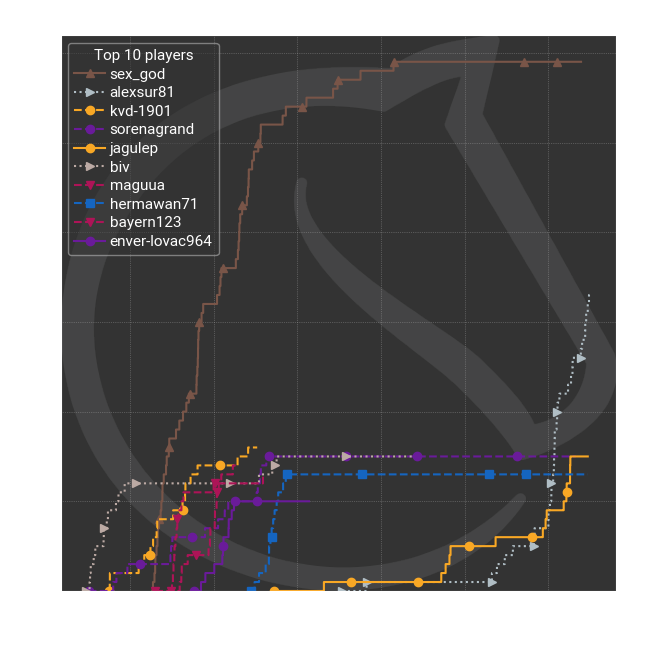 Top 10 players
sex_god
alexsur81
kvd-1901
sorenagrand
jagulep
biv
maguua
hermawan71
bayern123
enver-lovac964